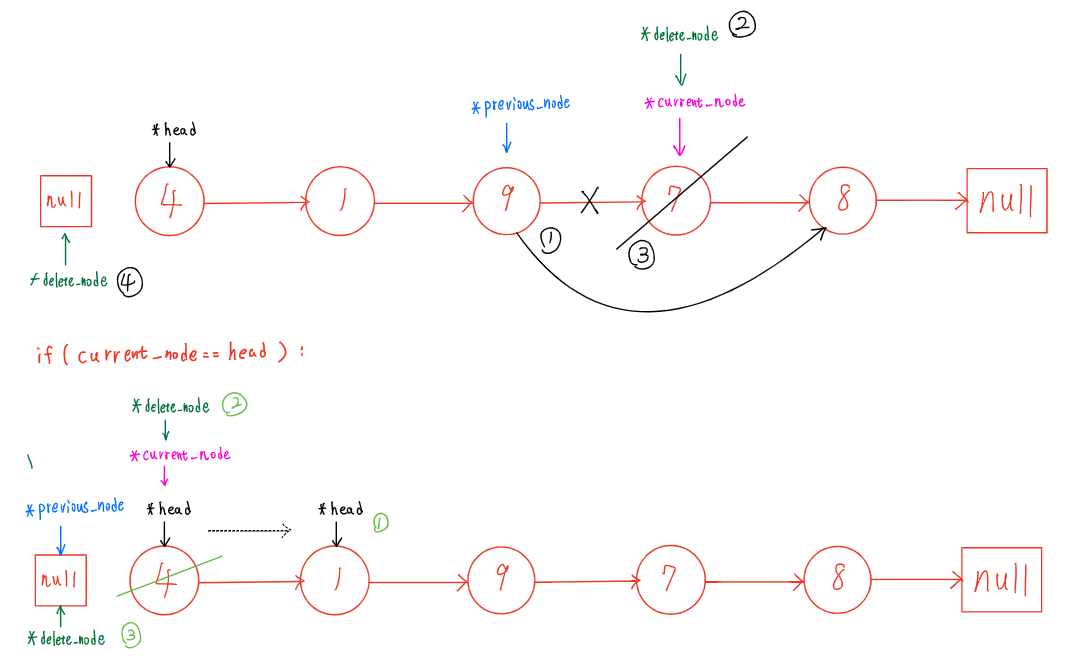 *delete_node ②
*previous_node *current_node
*head
null 4 1 9 7 8 null
① ③
*delete_node ④
if ( current_node == head ) :
*delete_node ②
*current_node
*previous_node *head *head ①
null 4 1 9 7 8 null
*delete_node ③